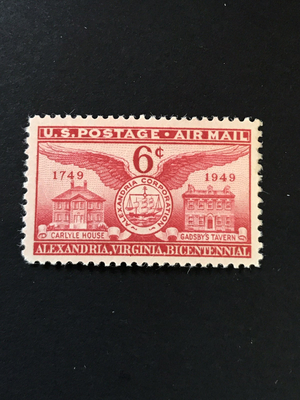 U.S. POSTAGE · AIR MAIL
6¢
1749 1949
ALEXANDRIA CORPORATION
CARLYLE HOUSE GADSBY'S TAVERN
ALEXANDRIA, VIRGINIA, BICENTENNIAL